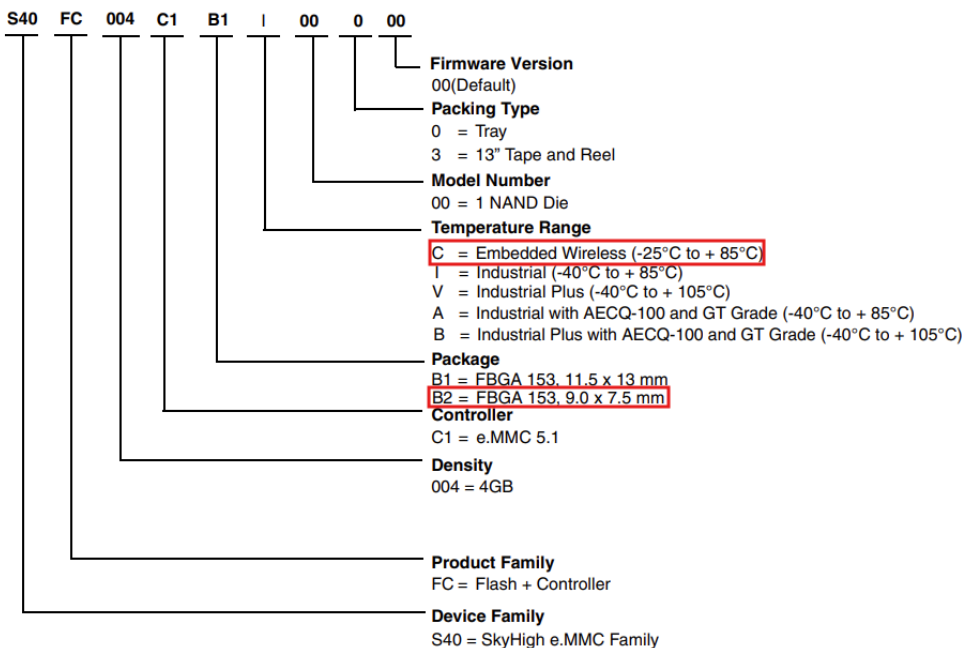 S40 FC 004 C1 B1 I 00 0 00
Firmware Version
00(Default)
Packing Type
0 = Tray
3 = 13” Tape and Reel
Model Number
00 = 1 NAND Die
Temperature Range
C = Embedded Wireless (-25°C to + 85°C)
I = Industrial (-40°C to + 85°C)
V = Industrial Plus (-40°C to + 105°C)
A = Industrial with AECQ-100 and GT Grade (-40°C to + 85°C)
B = Industrial Plus with AECQ-100 and GT Grade (-40°C to + 105°C)
Package
B1 = FBGA 153, 11.5 x 13 mm
B2 = FBGA 153, 9.0 x 7.5 mm
Controller
C1 = e.MMC 5.1
Density
004 = 4GB
Product Family
FC = Flash + Controller
Device Family
S40 = SkyHigh e.MMC Family